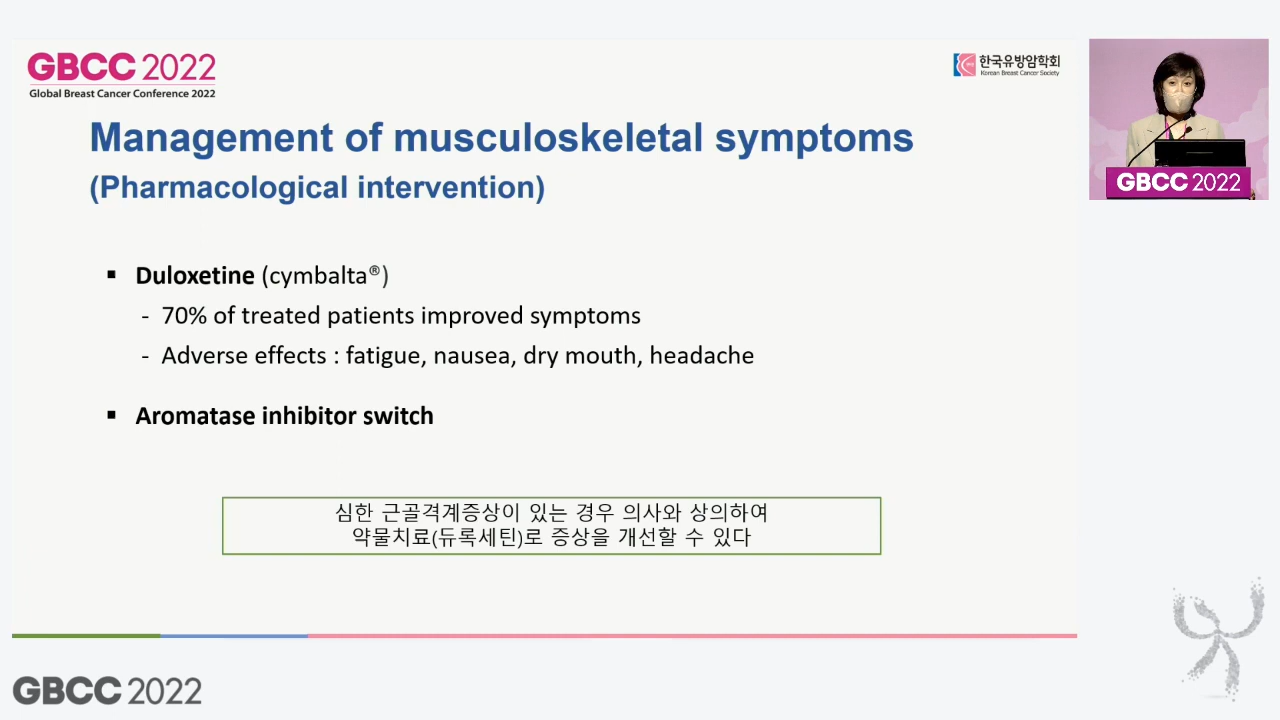 GBCC 2022
Global Breast Cancer Conference 2022
한국유방암학회
Korean Breast Cancer Society
Management of musculoskeletal symptoms
(Pharmacological intervention)
▪ Duloxetine (cymbalta®)
- 70% of treated patients improved symptoms
- Adverse effects : fatigue, nausea, dry mouth, headache
▪ Aromatase inhibitor switch
심한 근골격계증상이 있는 경우 의사와 상의하여
약물치료(듀록세틴)로 증상을 개선할 수 있다
GBCC 2022
GBCC 2022